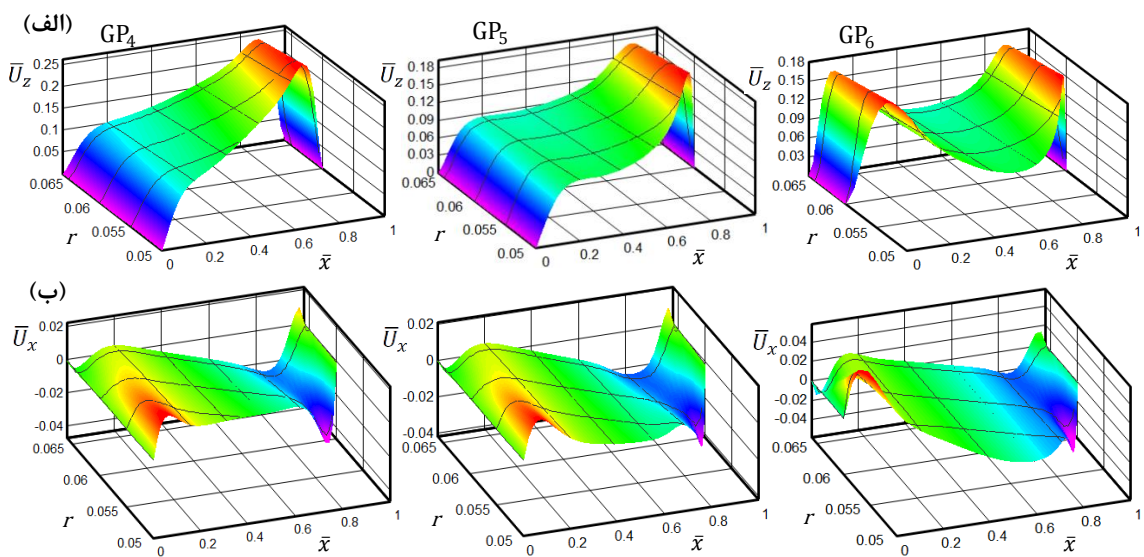 (الف)
GP₄ GP₅ GP₆
U̅_z 0.25 0.2 0.15 0.1 0.05
0.065 0.06 0.055 0.05
r
0 0.2 0.4 0.6 0.8 1
x̄
U̅_z 0.18 0.15 0.12 0.09 0.06 0.03 0
0.065 0.06 0.055 0.05
r
0 0.2 0.4 0.6 0.8 1
x̄
U̅_z 0.18 0.15 0.12 0.09 0.06 0.03
0.065 0.06 0.055 0.05
r
0 0.2 0.4 0.6 0.8 1
x̄
(ب)
U̅_x 0.02 0 -0.02 -0.04
0.065 0.06 0.055 0.05
r
0 0.2 0.4 0.6 0.8 1
x̄
U̅_x 0.02 0 -0.02 -0.04
0.065 0.06 0.055 0.05
r
0 0.2 0.4 0.6 0.8 1
x̄
U̅_x 0.04 0.02 0 -0.02 -0.04
0.065 0.06 0.055 0.05
r
0 0.2 0.4 0.6 0.8 1
x̄